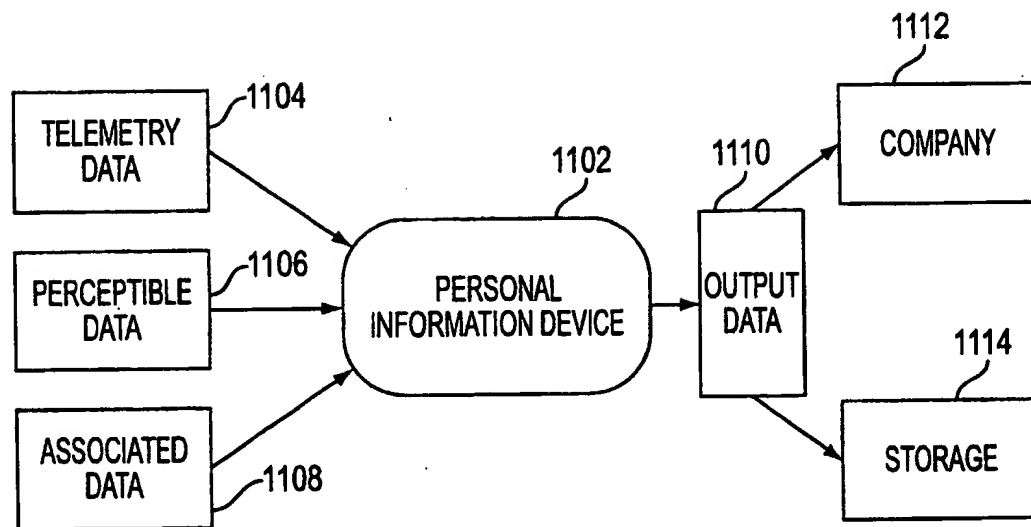 1104
TELEMETRY
DATA
1106
PERCEPTIBLE
DATA
ASSOCIATED
DATA
1108
1102
PERSONAL
INFORMATION DEVICE
1110
OUTPUT
DATA
1112
COMPANY
1114
STORAGE